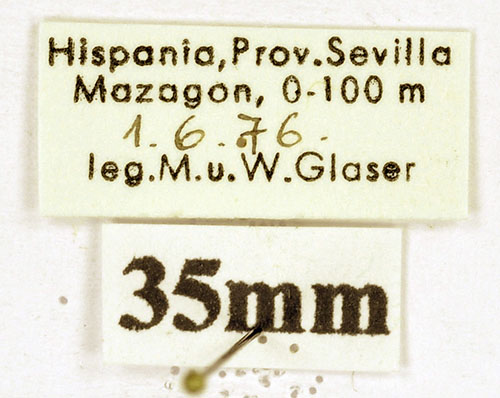 Hispania, Prov. Sevilla
Mazagon, 0-100 m
1.6.76.
leg. M.u.W. Glaser
35mm